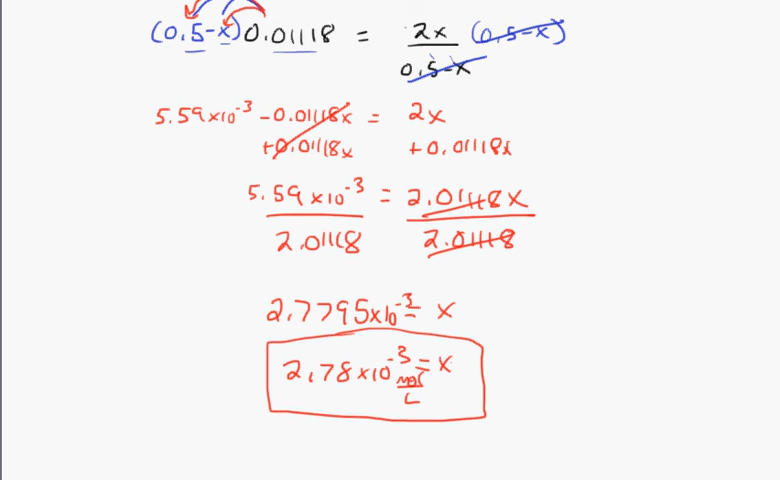 (0.5-x)0.01118 = 2x/0.5-x (0.5-x)
5.59x10^-3 -0.01118x = 2x
+0.01118x +0.01118x
5.59x10^-3/2.01118 = 2.01118x/2.01118
2.7795x10^-3 = x
2.78x10^-3 mol/L = x